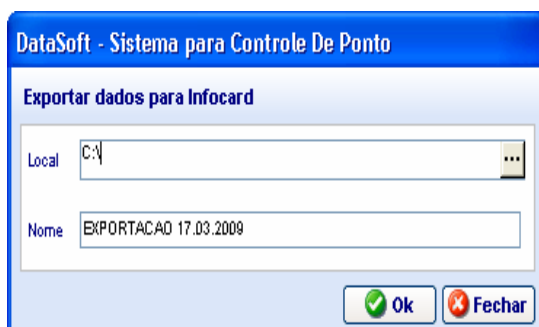 DataSoft - Sistema para Controle De Ponto
Exportar dados para Infocard
Local C:\ ...
Nome EXPORTACAO 17.03.2009
Ok Fechar